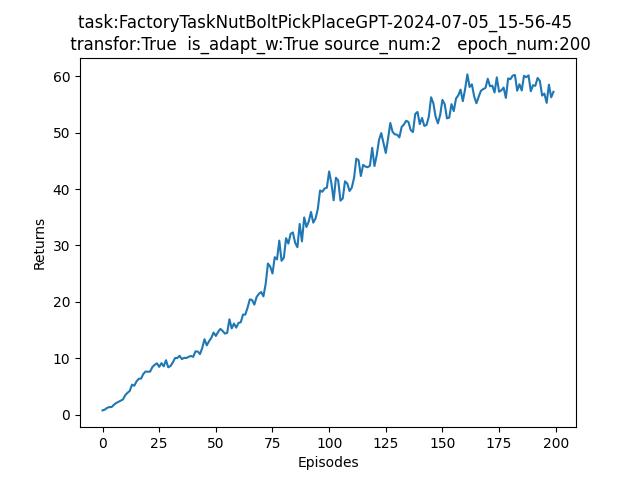 task:FactoryTaskNutBoltPickPlaceGPT-2024-07-05_15-56-45
transfor:True  is_adapt_w:True source_num:2   epoch_num:200
60
50
40
30
20
10
0
Returns
0 25 50 75 100 125 150 175 200
Episodes